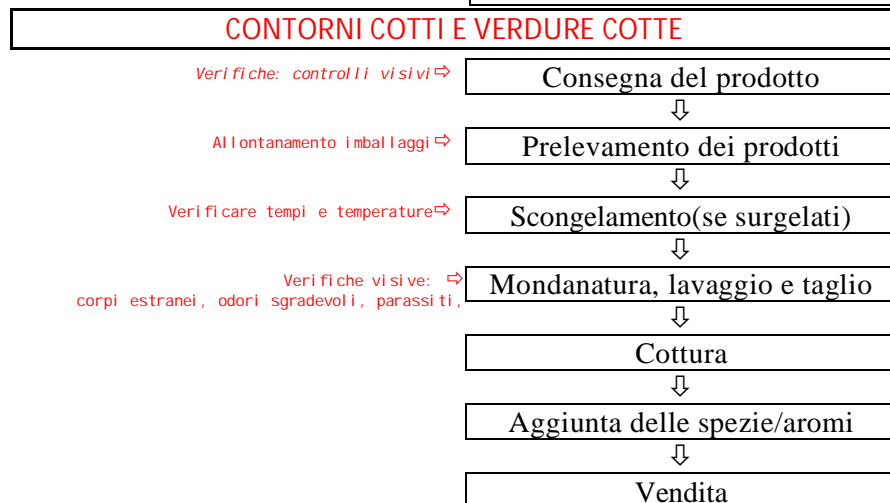 CONTORNI COTTI E VERDURE COTTE
Verifiche: controlli visivi⇨ Consegna del prodotto
⇩
Allontanamento imballaggi⇨ Prelevamento dei prodotti
⇩
Verificare tempi e temperature⇨ Scongelamento(se surgelati)
⇩
Verifiche visive: ⇨ Mondanatura, lavaggio e taglio
corpi estranei, odori sgradevoli, parassiti,
⇩
Cottura
⇩
Aggiunta delle spezie/aromi
⇩
Vendita